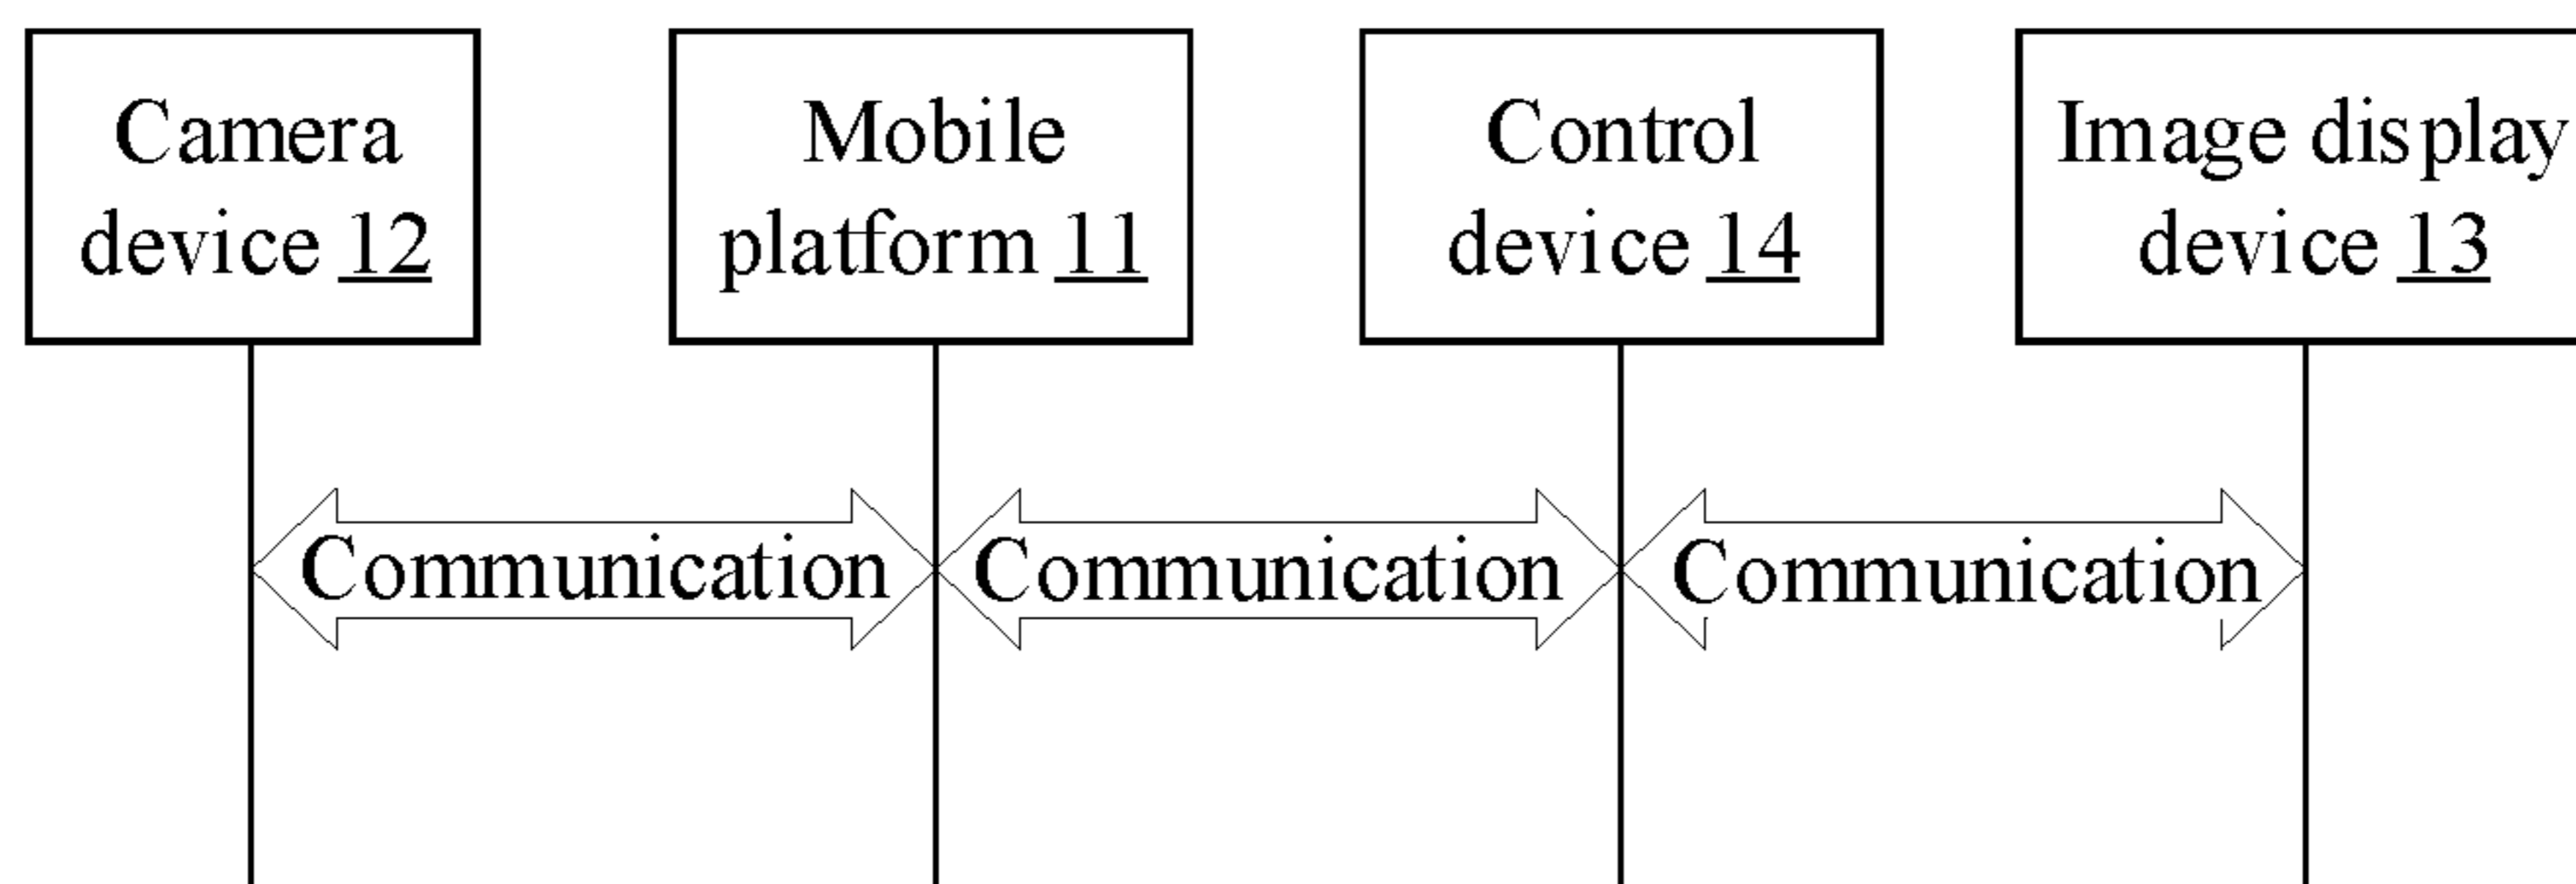 Camera
device 12
Mobile
platform 11
Control
device 14
Image display
device 13
Communication
Communication
Communication